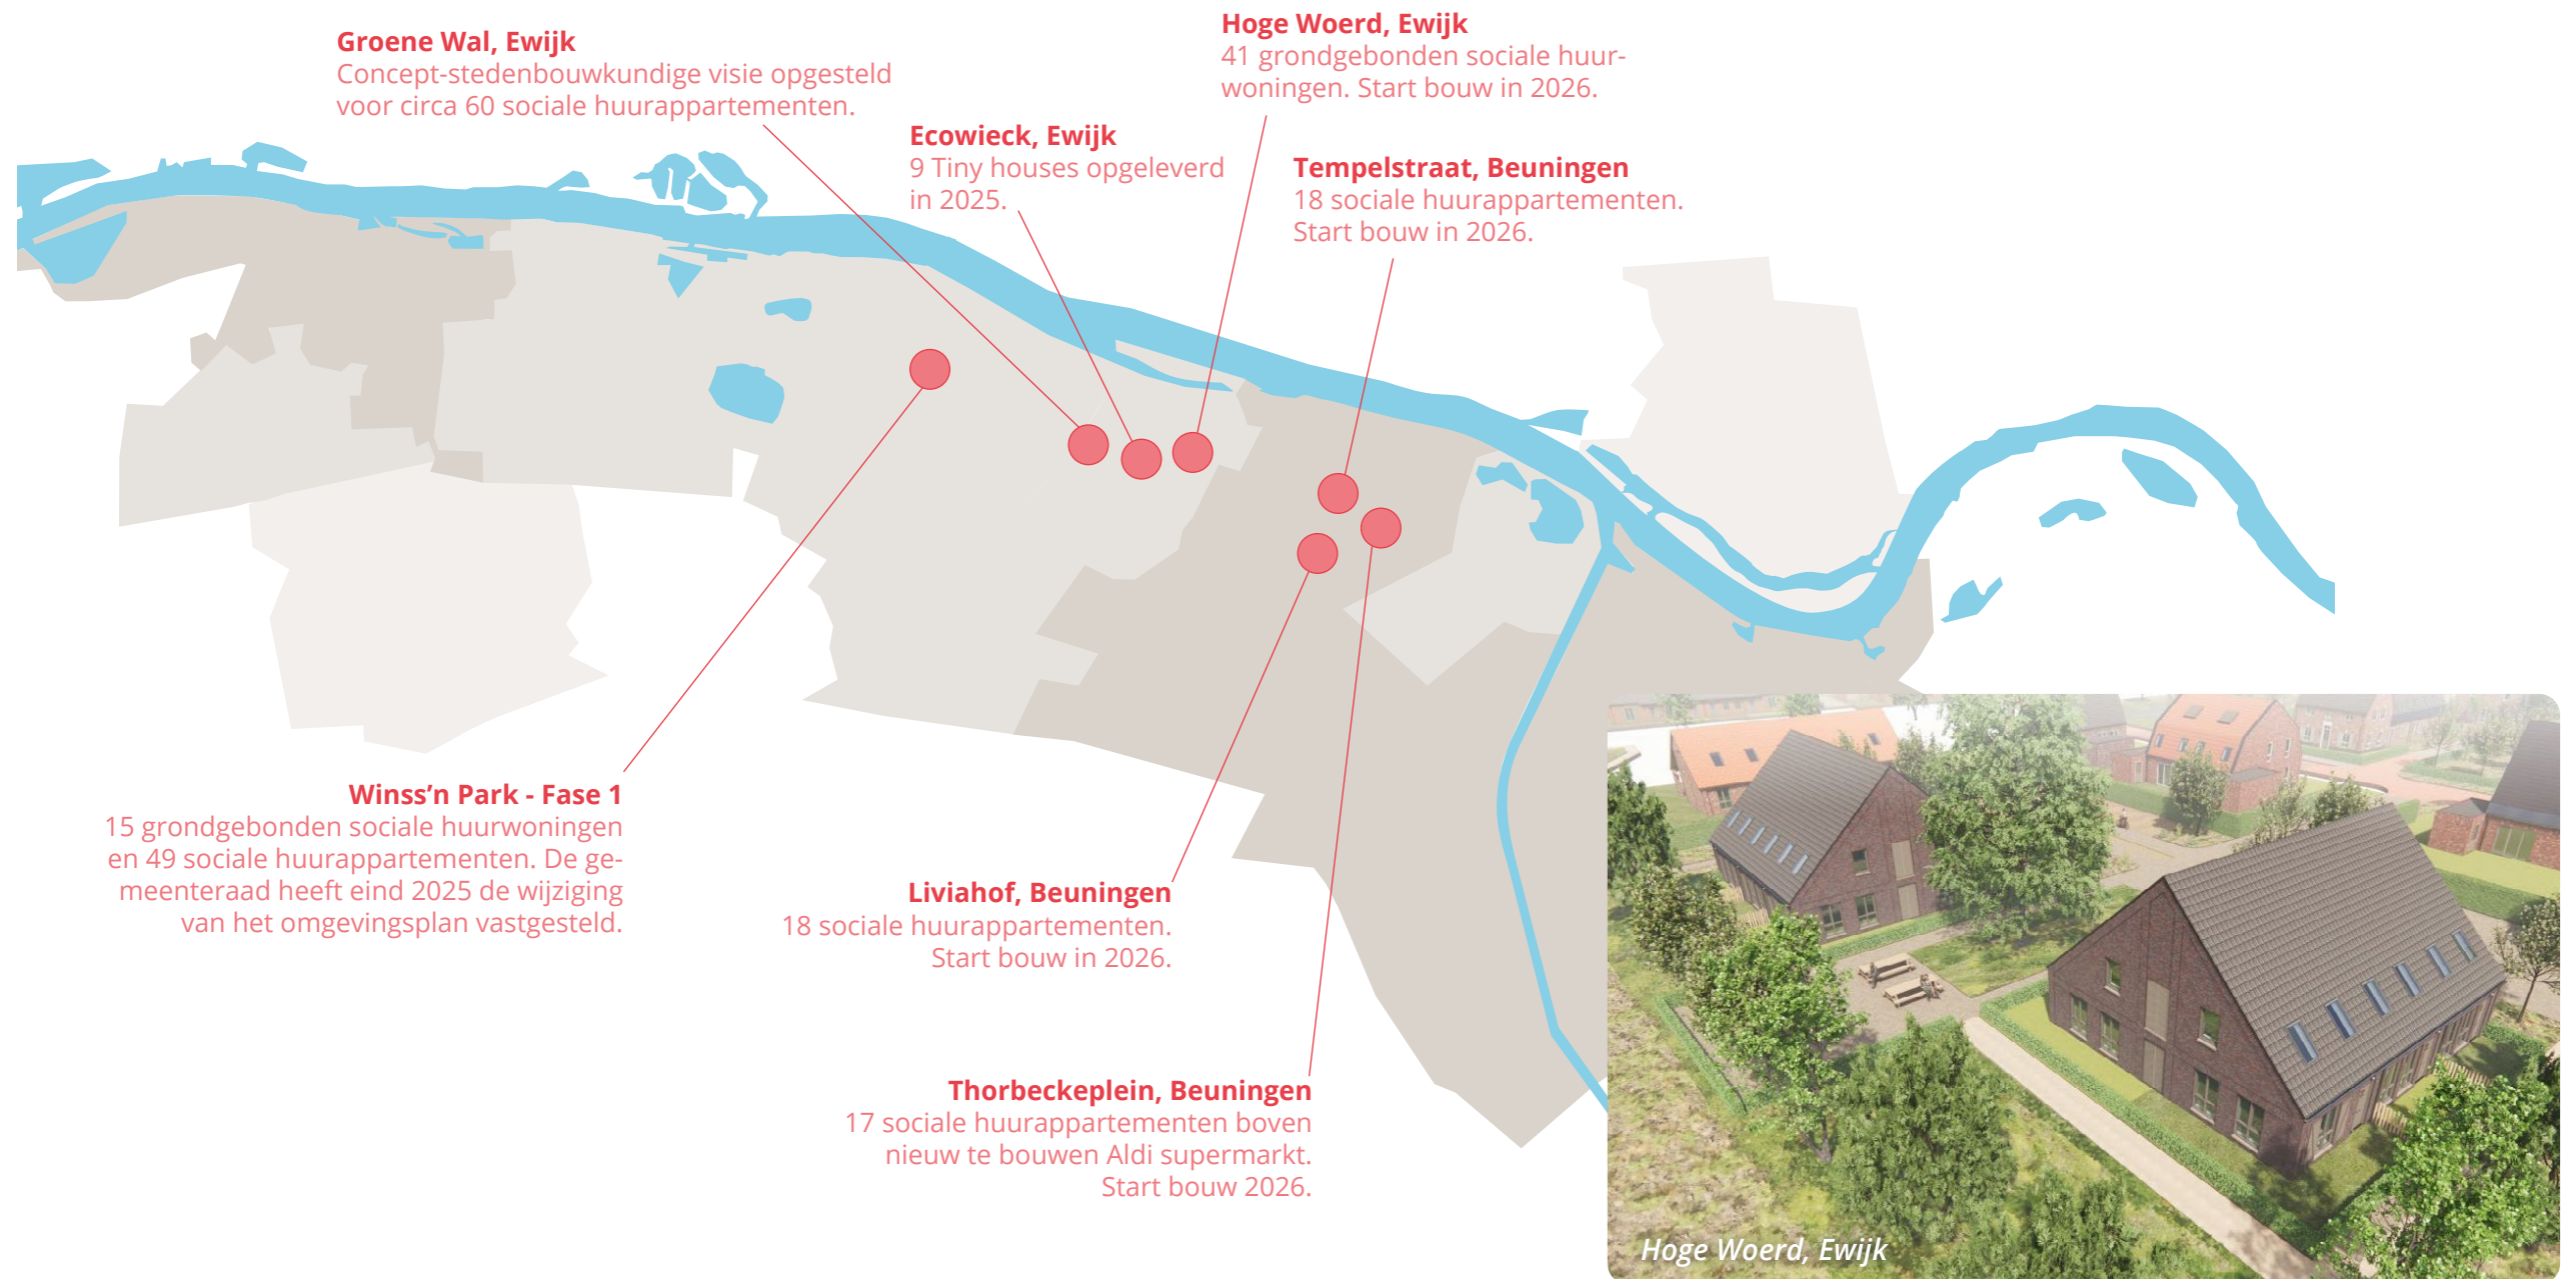 Groene Wal, Ewijk
Concept-stedenbouwkundige visie opgesteld
voor circa 60 sociale huurappartementen.
Ecowieck, Ewijk
9 Tiny houses opgeleverd
in 2025.
Hoge Woerd, Ewijk
41 grondgebonden sociale huur-
woningen. Start bouw in 2026.
Tempelstraat, Beuningen
18 sociale huurappartementen.
Start bouw in 2026.
Winss’n Park - Fase 1
15 grondgebonden sociale huurwoningen
en 49 sociale huurappartementen. De ge-
meenteraad heeft eind 2025 de wijziging
van het omgevingsplan vastgesteld.
Liviahof, Beuningen
18 sociale huurappartementen.
Start bouw in 2026.
Thorbeckeplein, Beuningen
17 sociale huurappartementen boven
nieuw te bouwen Aldi supermarkt.
Start bouw 2026.
Hoge Woerd, Ewijk